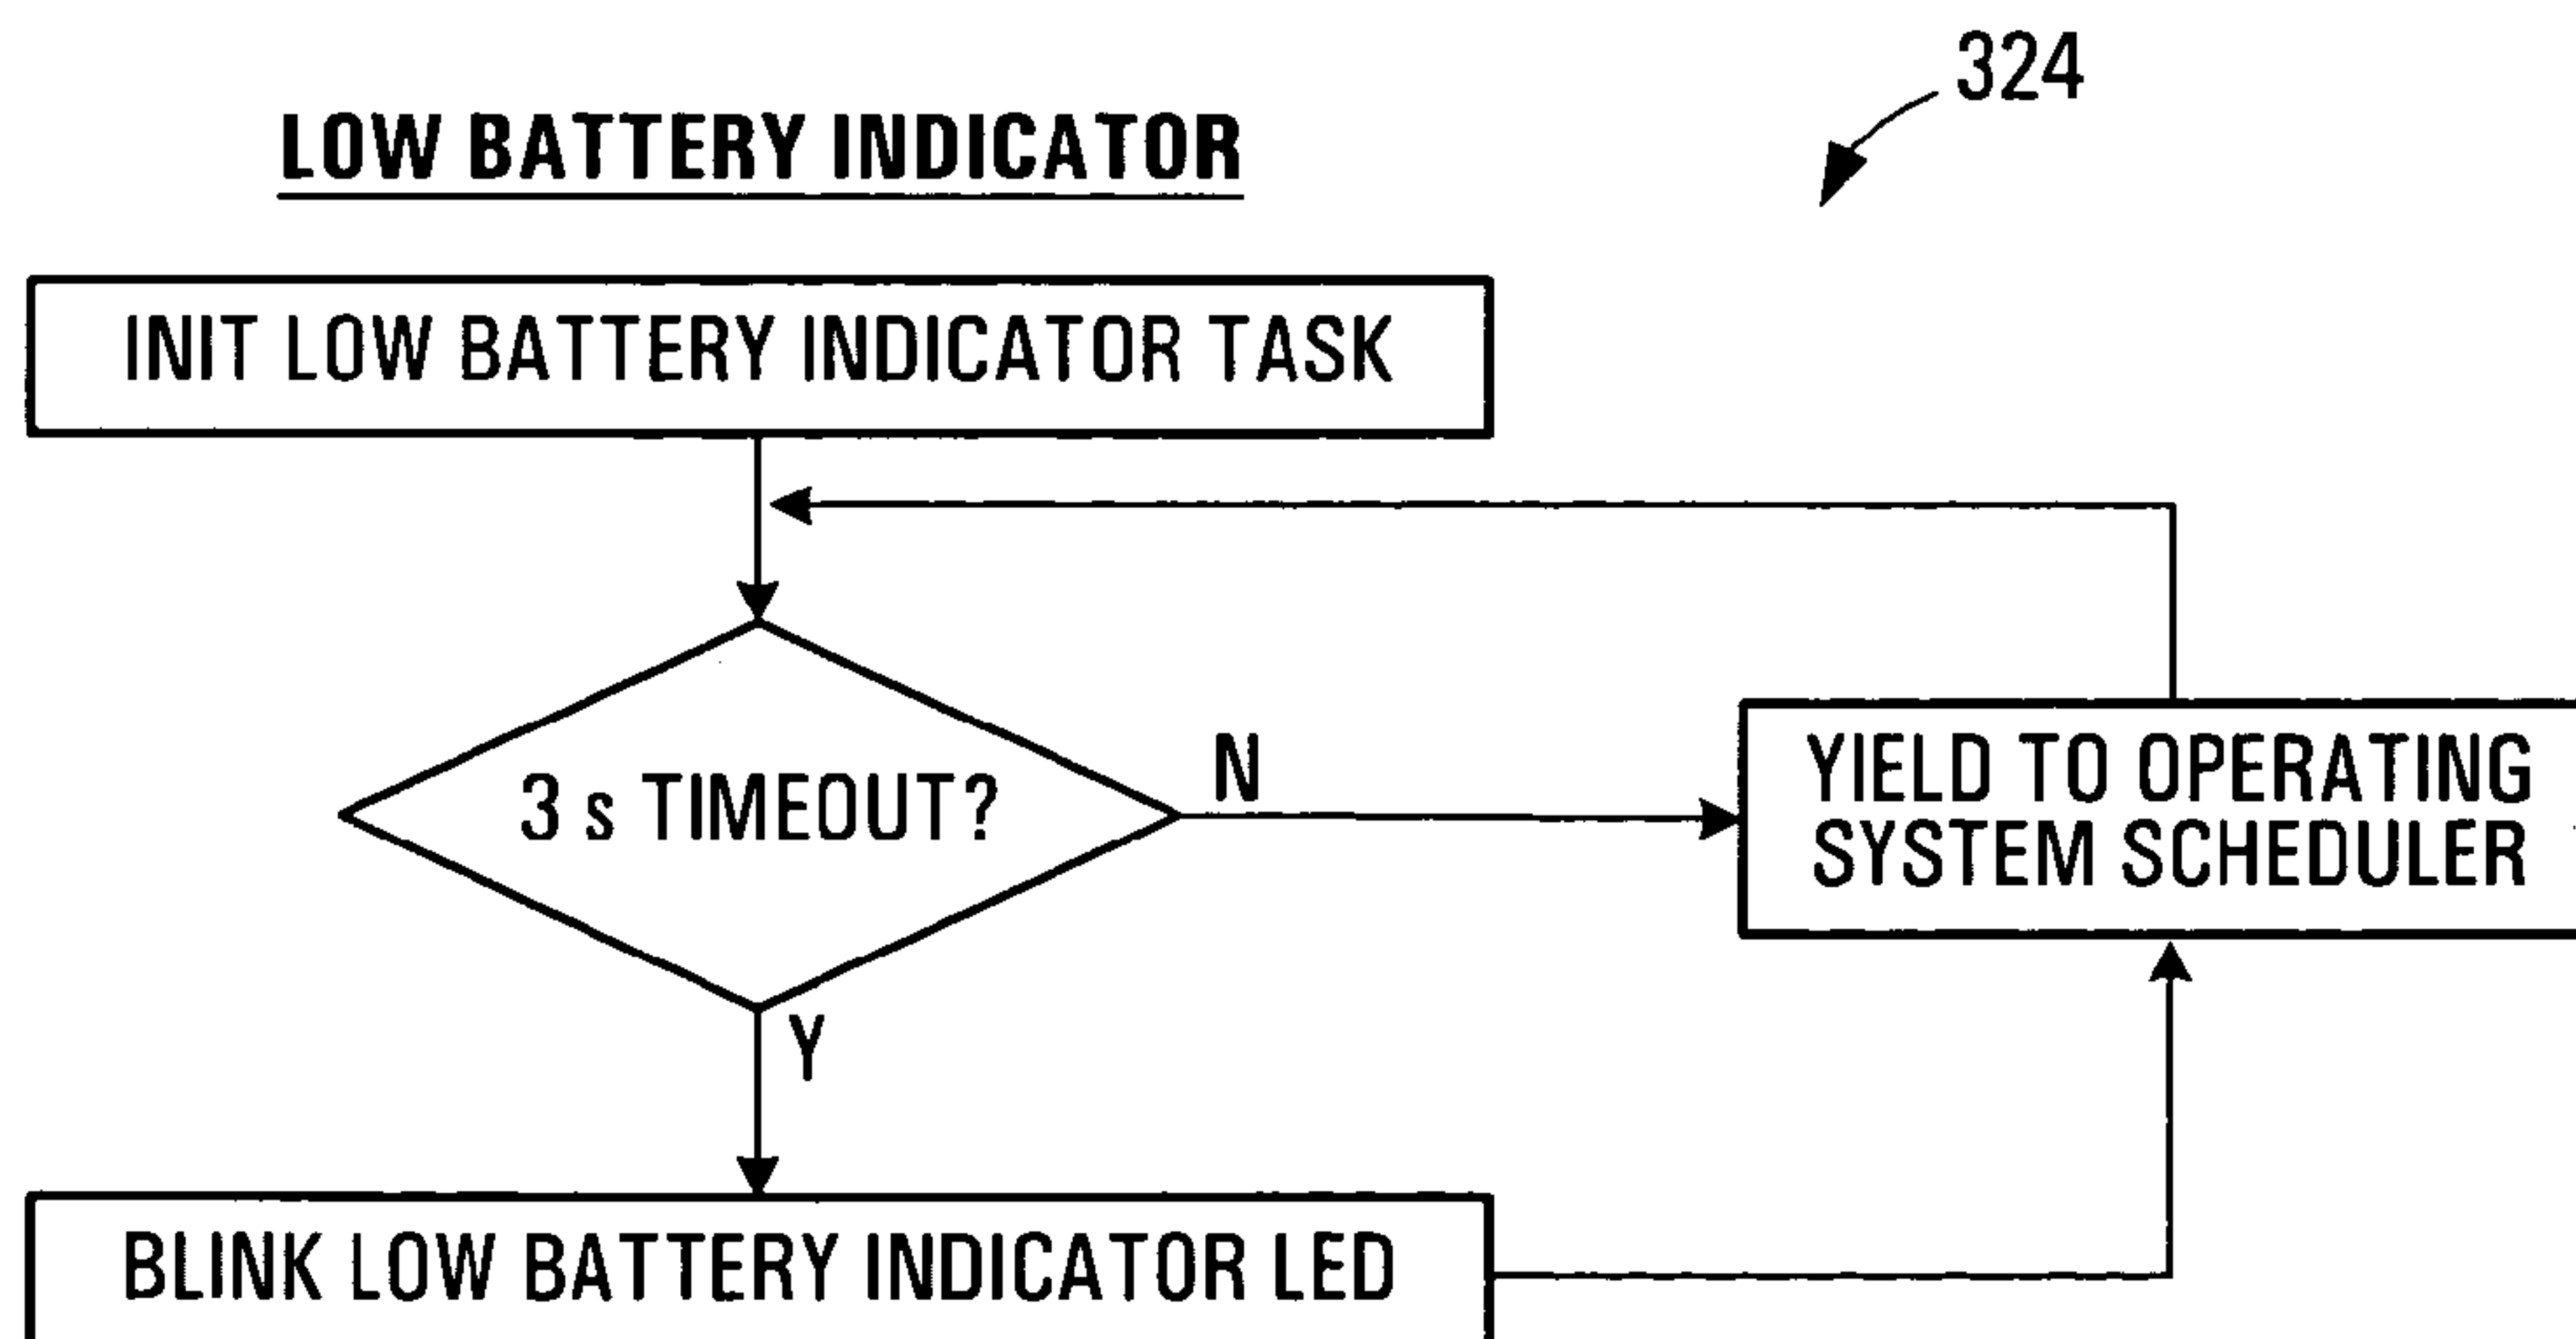 324
LOW BATTERY INDICATOR
INIT LOW BATTERY INDICATOR TASK
3 s TIMEOUT?
N
YIELD TO OPERATING
SYSTEM SCHEDULER
Y
BLINK LOW BATTERY INDICATOR LED